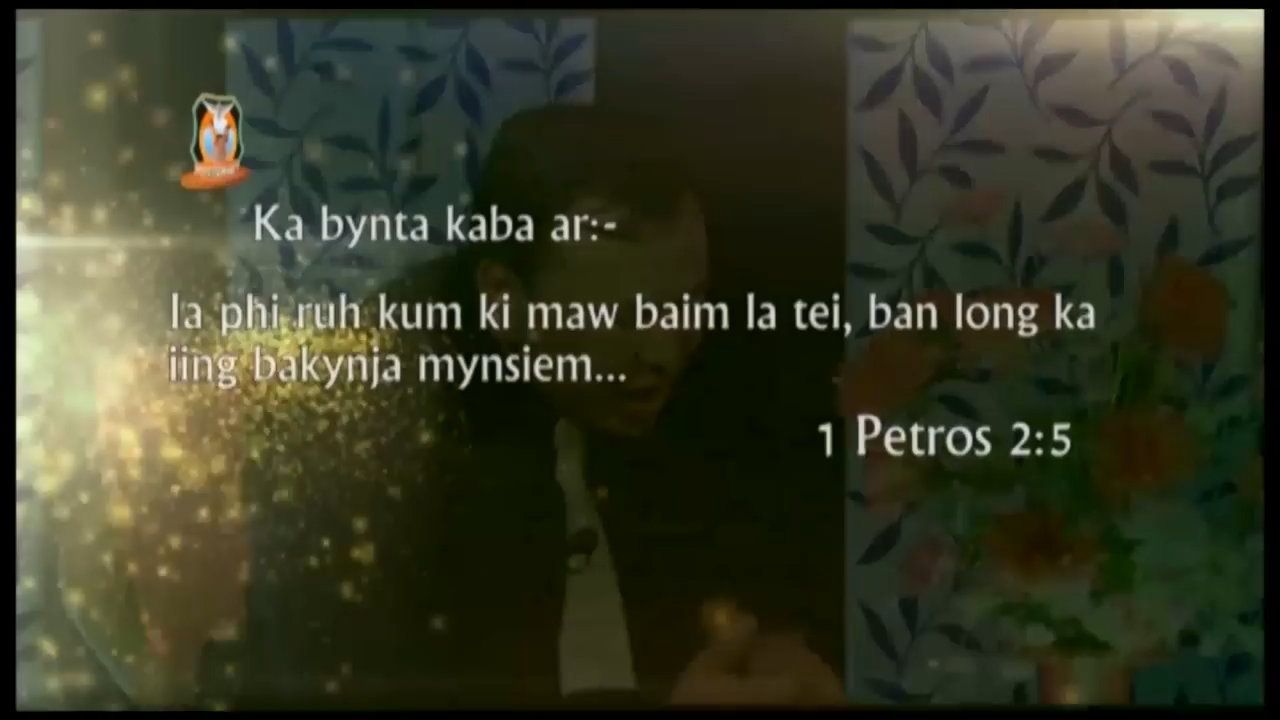 Ka bynta kaba ar:-
Ia phi ruh kum ki maw baim la tei, ban long ka
iing bakynja mynsiem...
1 Petros 2:5